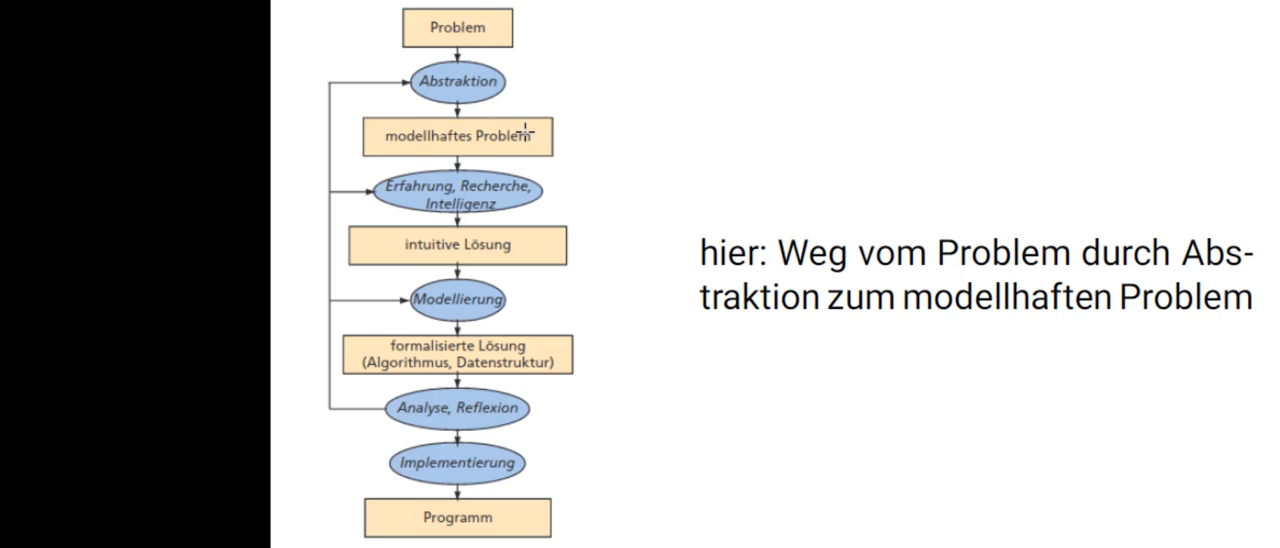 Problem
Abstraktion
modellhaftes Problem
Erfahrung, Recherche,
Intelligenz
intuitive Lösung
Modellierung
formalisierte Lösung
(Algorithmus, Datenstruktur)
Analyse, Reflexion
Implementierung
Programm
hier: Weg vom Problem durch Abs-
traktion zum modellhaften Problem